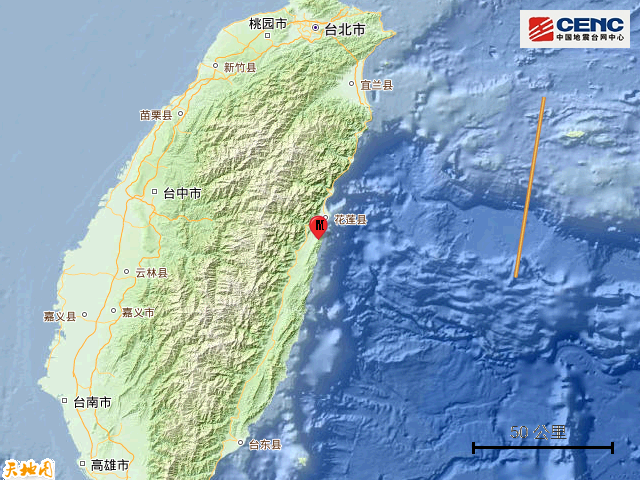 CENC
中国地震台网中心
桃园市
台北市
新竹县
宜兰县
苗栗县
台中市
花莲县
云林县
嘉义县
嘉义市
台南市
台东县
高雄市
50 公里
天地图